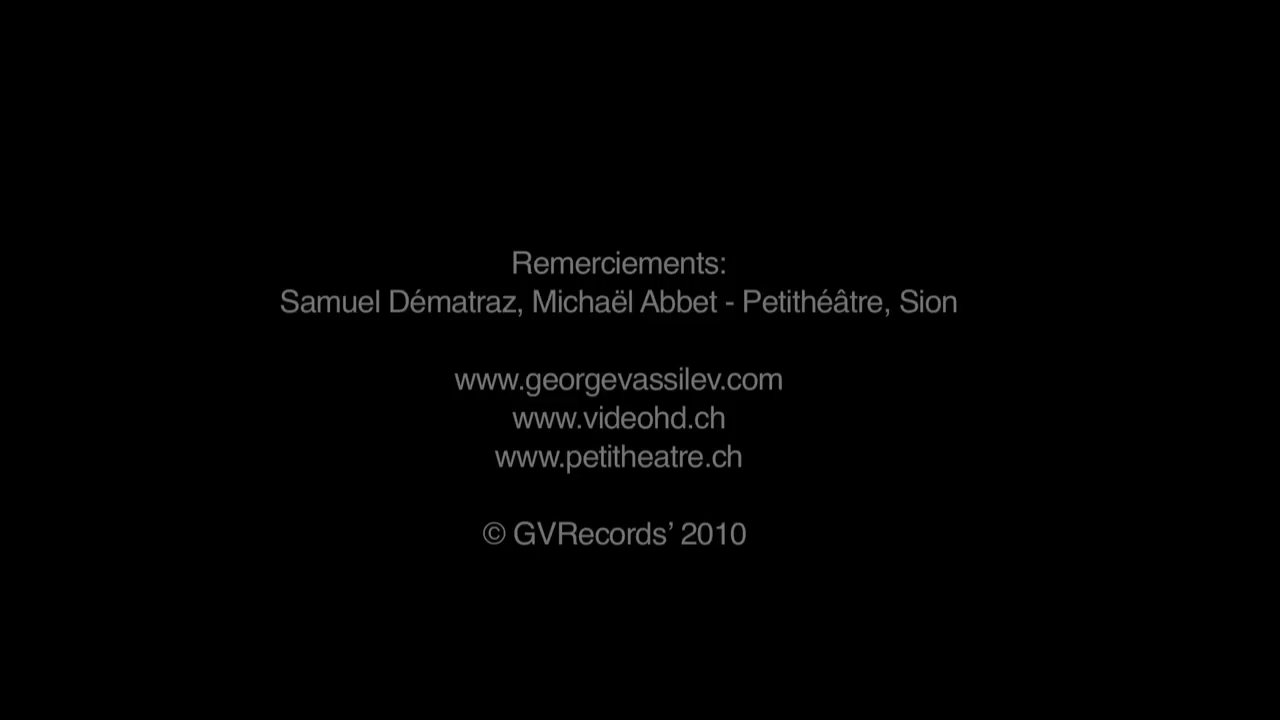 Remerciements:
Samuel Dématraz, Michaël Abbet - Petithéâtre, Sion
www.georgevassilev.com
www.videohd.ch
www.petitheatre.ch
© GVRecords’ 2010